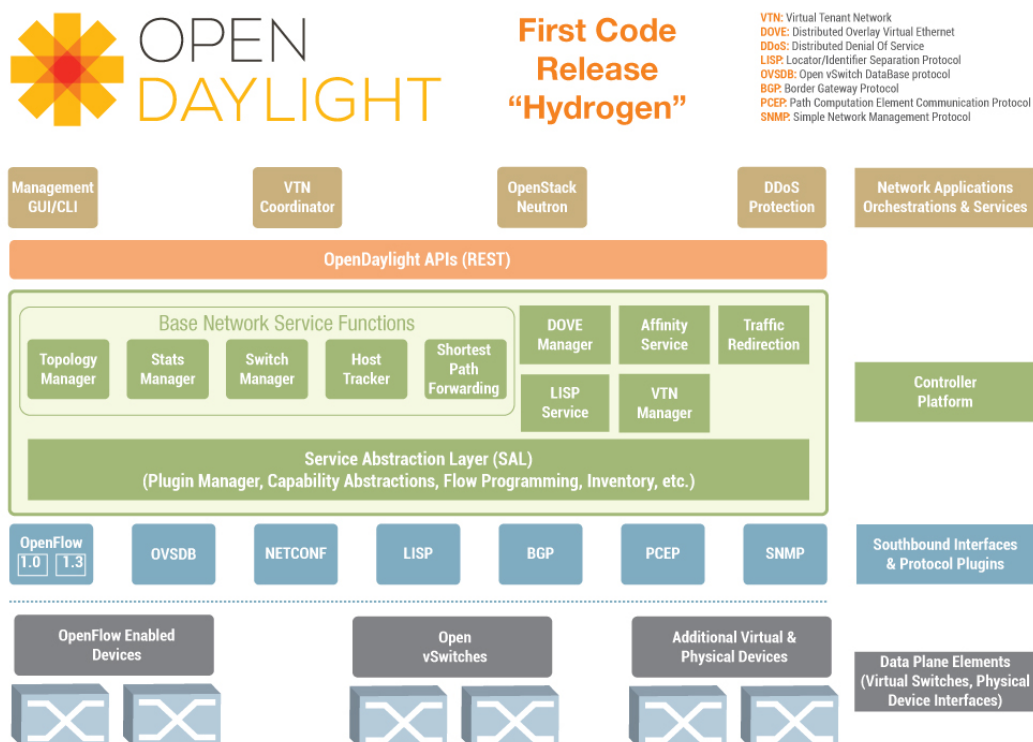 OPEN
DAYLIGHT
First Code
Release
“Hydrogen”
VTN: Virtual Tenant Network
DOVE: Distributed Overlay Virtual Ethernet
DDoS: Distributed Denial Of Service
LISP: Locator/Identifier Separation Protocol
OVSDB: Open vSwitch DataBase protocol
BGP: Border Gateway Protocol
PCEP: Path Computation Element Communication Protocol
SNMP: Simple Network Management Protocol
Management
GUI/CLI
VTN
Coordinator
OpenStack
Neutron
DDoS
Protection
Network Applications
Orchestrations & Services
OpenDaylight APIs (REST)
Base Network Service Functions
Topology
Manager
Stats
Manager
Switch
Manager
Host
Tracker
Shortest
Path
Forwarding
DOVE
Manager
Affinity
Service
Traffic
Redirection
LISP
Service
VTN
Manager
Controller
Platform
Service Abstraction Layer (SAL)
(Plugin Manager, Capability Abstractions, Flow Programming, Inventory, etc.)
OpenFlow
1.0 1.3
OVSDB
NETCONF
LISP
BGP
PCEP
SNMP
Southbound Interfaces
& Protocol Plugins
OpenFlow Enabled
Devices
Open
vSwitches
Additional Virtual &
Physical Devices
Data Plane Elements
(Virtual Switches, Physical
Device Interfaces)